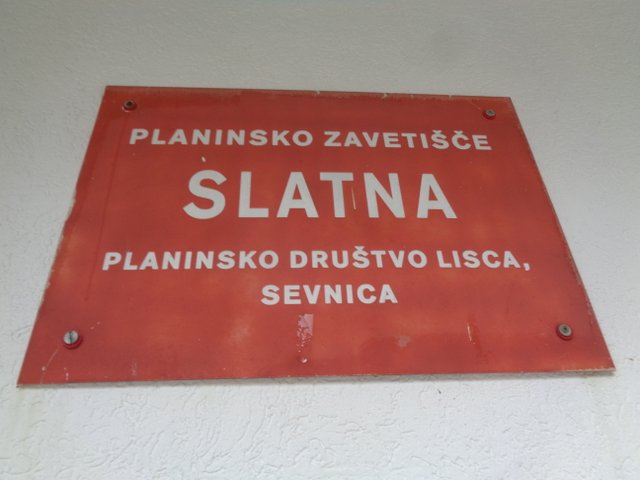 PLANINSKO ZAVETIŠČE
SLATNA
PLANINSKO DRUŠTVO LISCA,
SEVNICA